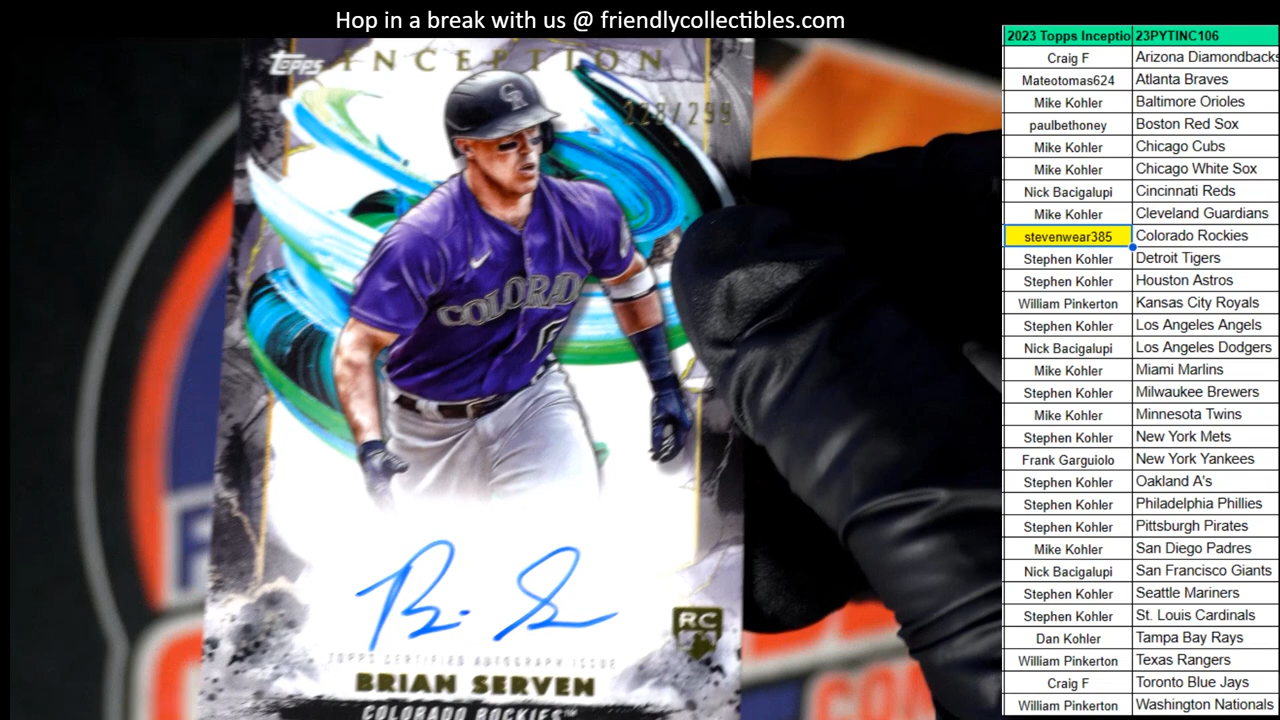 Hop in a break with us @ friendlycollectibles.com
topps INCEPTION
228/299
CR
COLORAD
TOPPS CERTIFIED AUTOGRAPH ISSUE
RC
BRIAN SERVEN
COLORADO ROCKIES™
2023 Topps Inceptio 23PYTINC106
Craig F Arizona Diamondbacks
Mateotomas624 Atlanta Braves
Mike Kohler Baltimore Orioles
paulbethoney Boston Red Sox
Mike Kohler Chicago Cubs
Mike Kohler Chicago White Sox
Nick Bacigalupi Cincinnati Reds
Mike Kohler Cleveland Guardians
stevenwear385 Colorado Rockies
Stephen Kohler Detroit Tigers
Stephen Kohler Houston Astros
William Pinkerton Kansas City Royals
Stephen Kohler Los Angeles Angels
Nick Bacigalupi Los Angeles Dodgers
Mike Kohler Miami Marlins
Stephen Kohler Milwaukee Brewers
Mike Kohler Minnesota Twins
Stephen Kohler New York Mets
Frank Garguiolo New York Yankees
Stephen Kohler Oakland A's
Stephen Kohler Philadelphia Phillies
Stephen Kohler Pittsburgh Pirates
Mike Kohler San Diego Padres
Nick Bacigalupi San Francisco Giants
Stephen Kohler Seattle Mariners
Stephen Kohler St. Louis Cardinals
Dan Kohler Tampa Bay Rays
William Pinkerton Texas Rangers
Craig F Toronto Blue Jays
William Pinkerton Washington Nationals